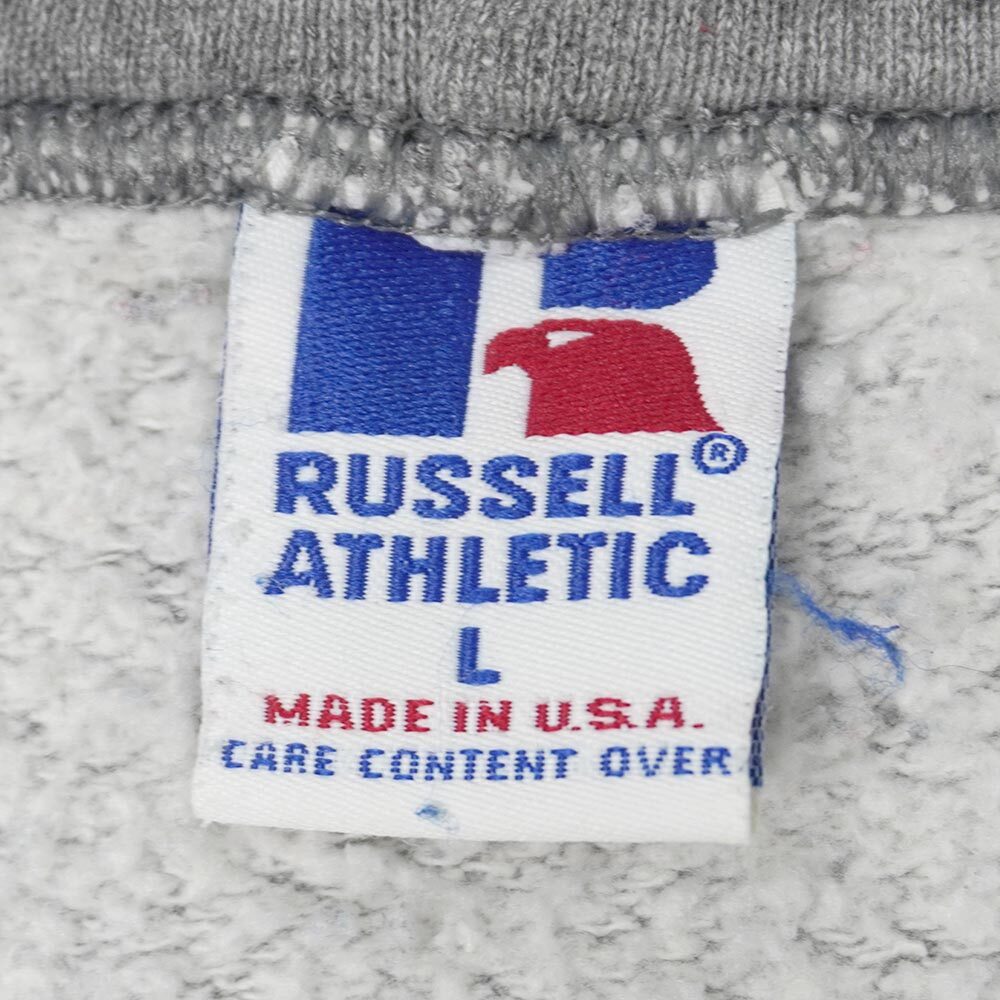 R
RUSSELL®
ATHLETIC
L
MADE IN U.S.A.
CARE CONTENT OVER